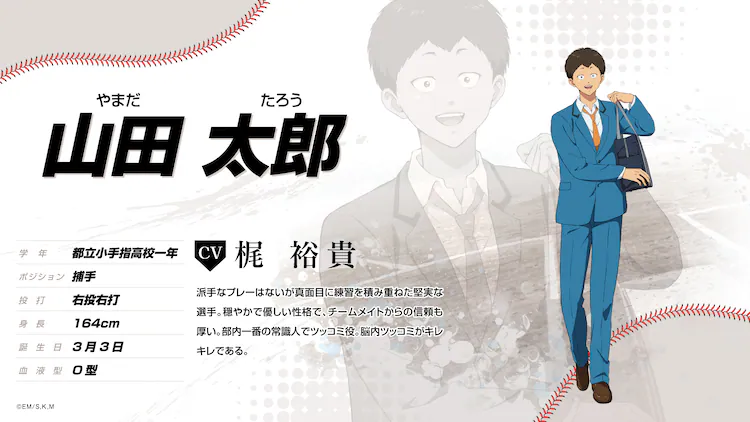 やまだ たろう
山田 太郎
学年 都立小手指高校一年
ポジション 捕手
投打 右投右打
身長 164cm
誕生日 3月3日
血液型 O型
CV 梶 裕貴
派手なプレーはないが真面目に練習を積み重ねた堅実な
選手。穏やかで優しい性格で、チームメイトからの信頼も
厚い。部内一番の常識人でツッコミ役。脳内ツッコミがキレ
キレである。
©EM/S,K,M